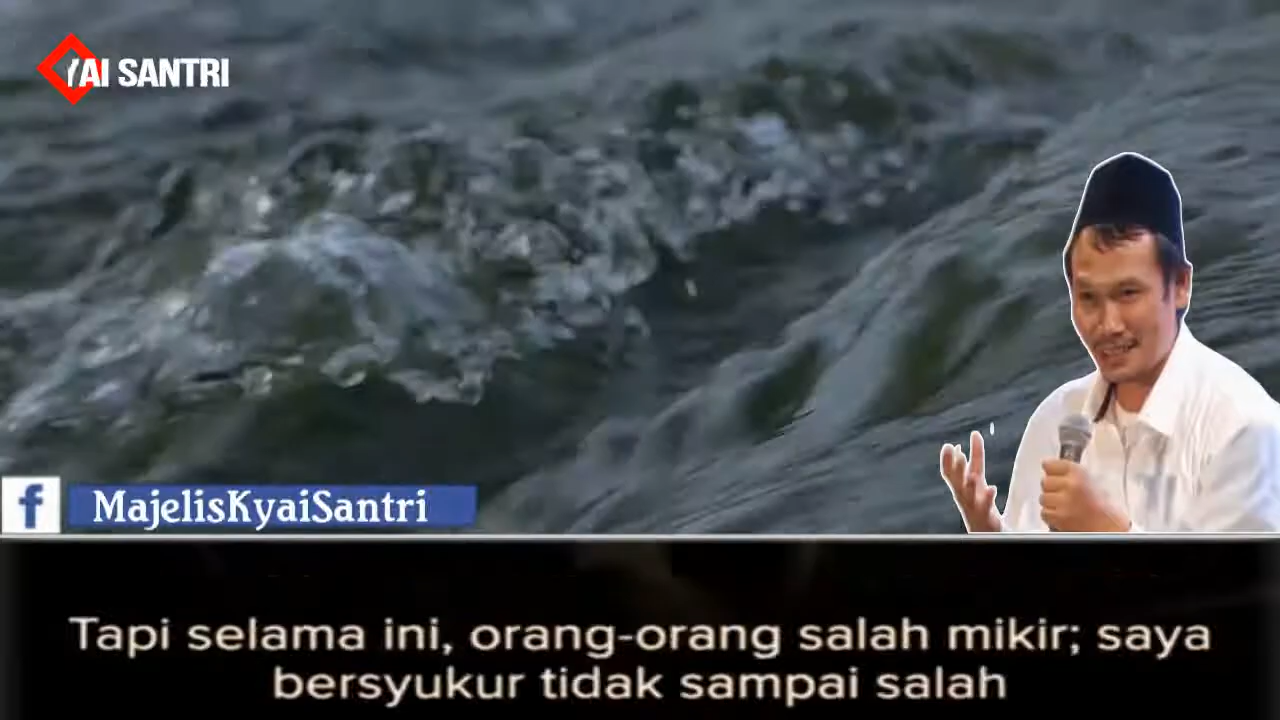 YAI SANTRI
f MajelisKyaiSantri
Tapi selama ini, orang-orang salah mikir; saya
bersyukur tidak sampai salah